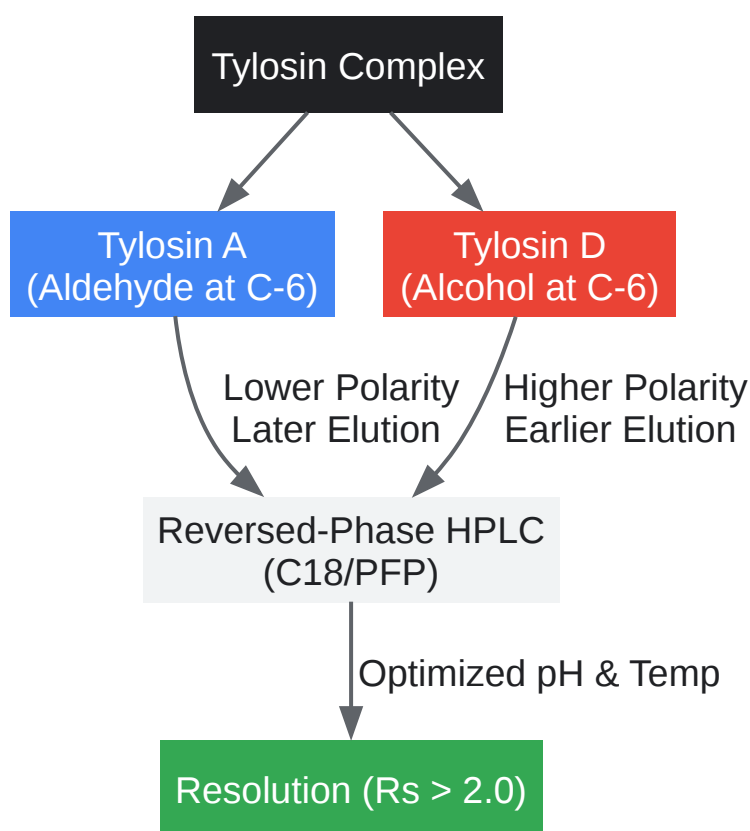 Tylosin Complex
Tylosin A
(Aldehyde at C-6)
Tylosin D
(Alcohol at C-6)
Lower Polarity
Later Elution
Higher Polarity
Earlier Elution
Reversed-Phase HPLC
(C18/PFP)
Optimized pH & Temp
Resolution (Rs > 2.0)